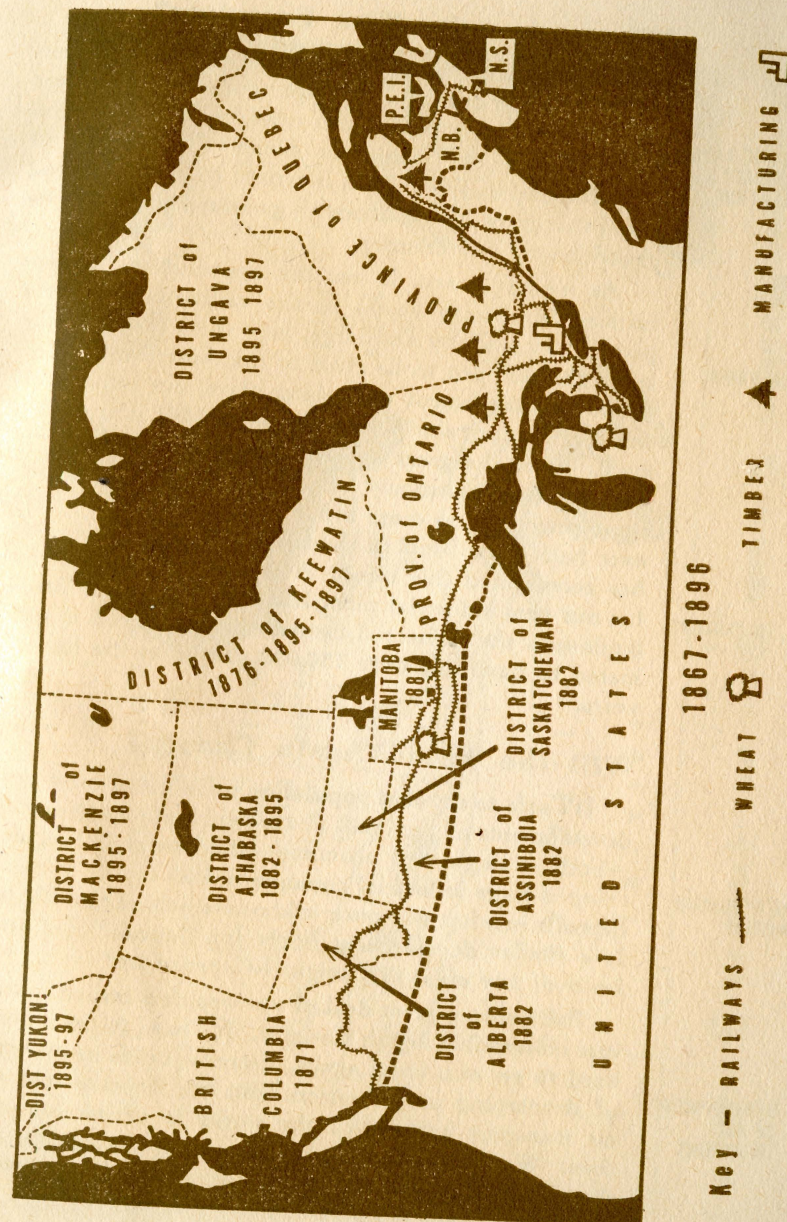 DIST YUKON
1895-97
DISTRICT of
MACKENZIE
1895-1897
DISTRICT of
UNGAVA
1895 1897
BRITISH
COLUMBIA
1871
DISTRICT of
ATHABASKA
1882-1895
DISTRICT of KEEWATIN
1876-1895-1897
PROVINCE of QUEBEC
MANITOBA
1881
PROV. of ONTARIO
P.E.I.
N.B.
N.S.
DISTRICT
of
ALBERTA
1882
DISTRICT of
ASSINIBOIA
1882
DISTRICT of
SASKATCHEWAN
1882
UNITED STATES
1867-1896
Key - RAILWAYS WHEAT TIMBER MANUFACTURING